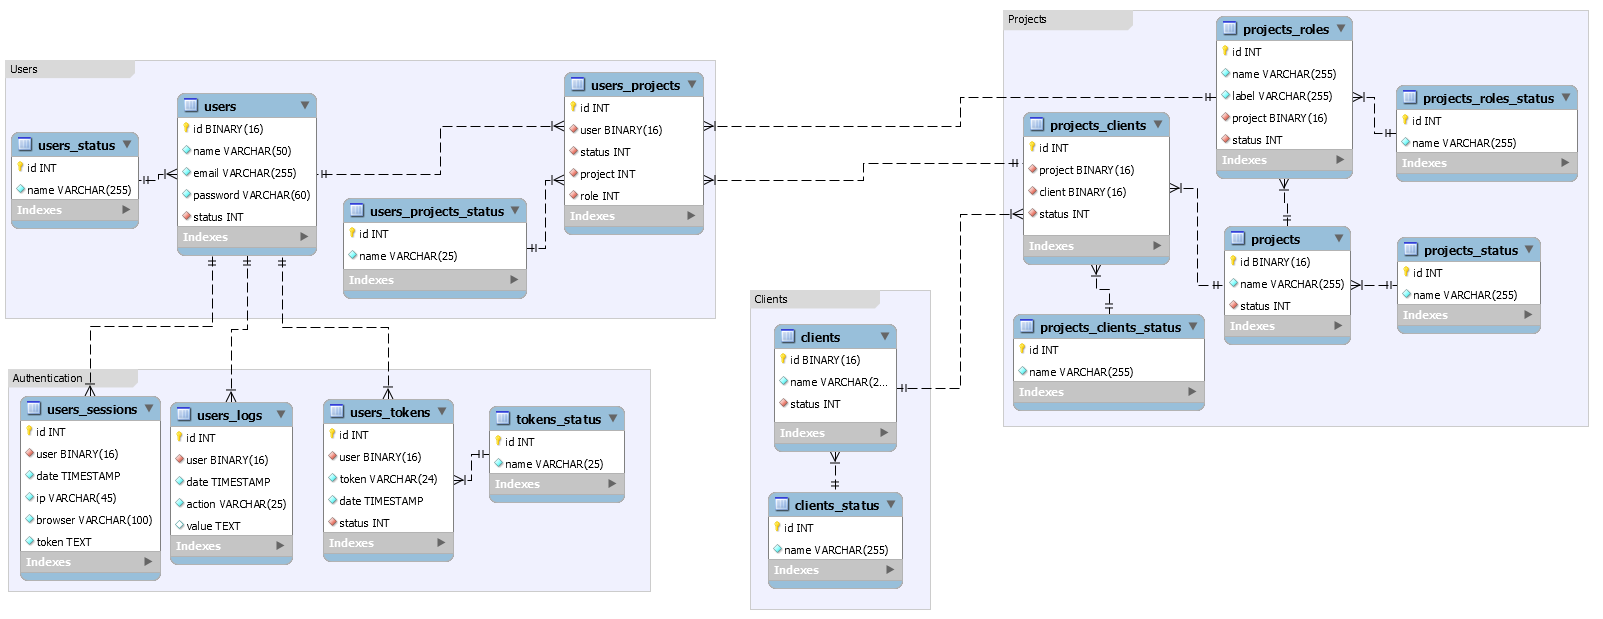 Users
users_status
id INT
name VARCHAR(255)
Indexes
users
id BINARY(16)
name VARCHAR(50)
email VARCHAR(255)
password VARCHAR(60)
status INT
Indexes
users_projects_status
id INT
name VARCHAR(25)
Indexes
users_projects
id INT
user BINARY(16)
status INT
project INT
role INT
Indexes
Authentication
users_sessions
id INT
user BINARY(16)
date TIMESTAMP
ip VARCHAR(45)
browser VARCHAR(100)
token TEXT
Indexes
users_logs
id INT
user BINARY(16)
date TIMESTAMP
action VARCHAR(25)
value TEXT
Indexes
users_tokens
id INT
user BINARY(16)
token VARCHAR(24)
date TIMESTAMP
status INT
Indexes
tokens_status
id INT
name VARCHAR(25)
Indexes
Clients
clients
id BINARY(16)
name VARCHAR(2...
status INT
Indexes
clients_status
id INT
name VARCHAR(255)
Indexes
Projects
projects_roles
id INT
name VARCHAR(255)
label VARCHAR(255)
project BINARY(16)
status INT
Indexes
projects_roles_status
id INT
name VARCHAR(255)
Indexes
projects_clients
id INT
project BINARY(16)
client BINARY(16)
status INT
Indexes
projects
id BINARY(16)
name VARCHAR(255)
status INT
Indexes
projects_status
id INT
name VARCHAR(255)
Indexes
projects_clients_status
id INT
name VARCHAR(255)
Indexes